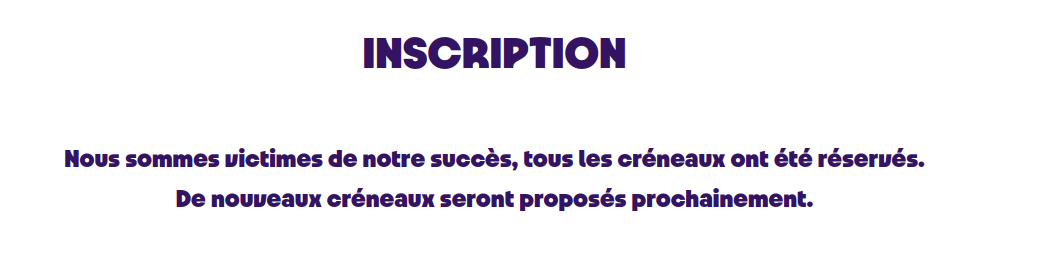 INSCRIPTION
Nous sommes victimes de notre succès, tous les créneaux ont été réservés.
De nouveaux créneaux seront proposés prochainement.